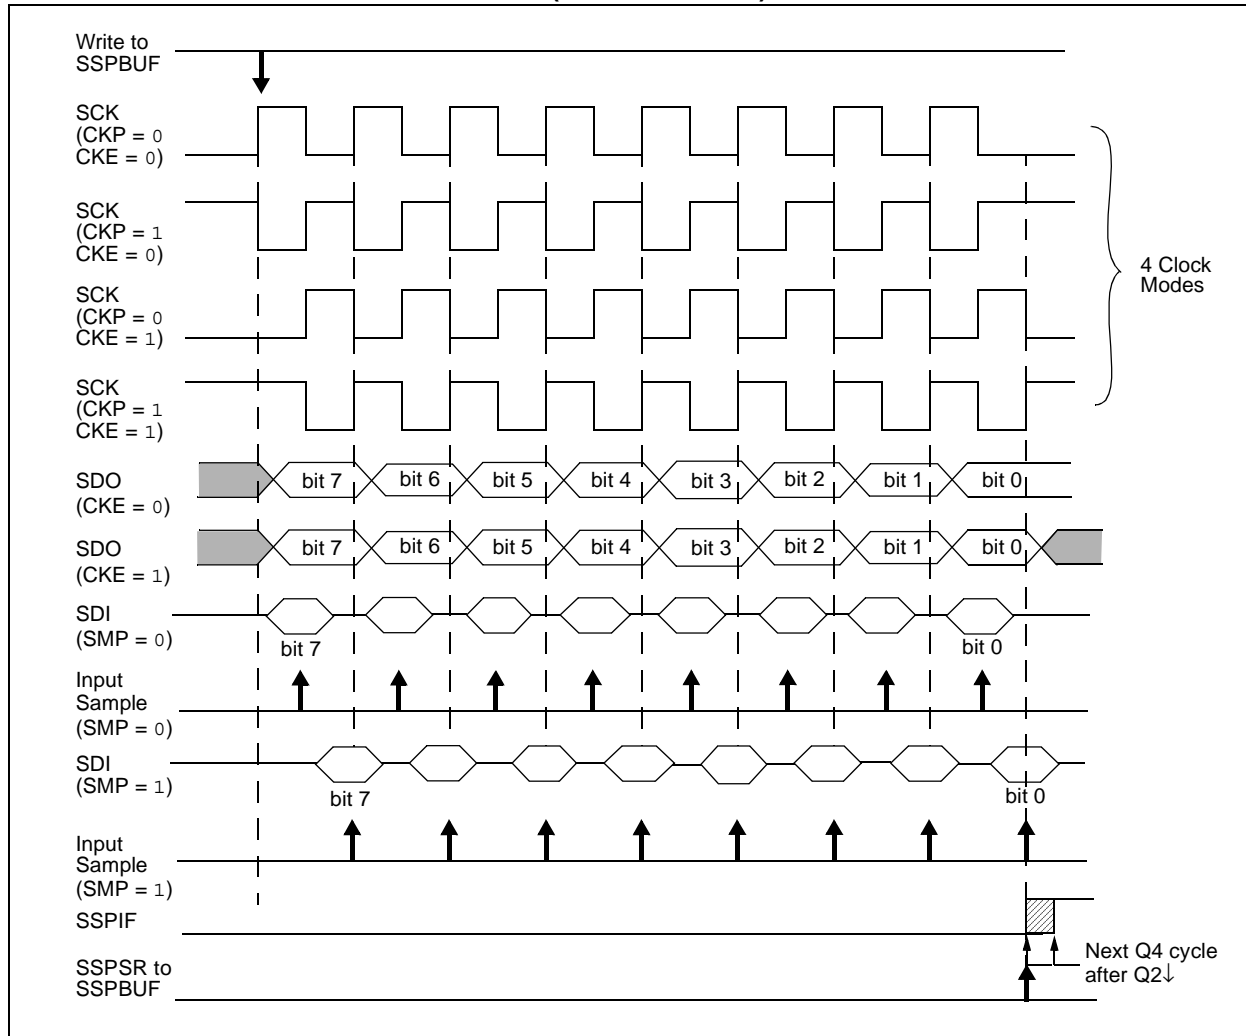 Write to
SSPBUF
SCK
(CKP = 0
CKE = 0)
SCK
(CKP = 1
CKE = 0)
SCK
(CKP = 0
CKE = 1)
SCK
(CKP = 1
CKE = 1)
4 Clock
Modes
SDO
(CKE = 0)
bit 7 bit 6 bit 5 bit 4 bit 3 bit 2 bit 1 bit 0
SDO
(CKE = 1)
bit 7 bit 6 bit 5 bit 4 bit 3 bit 2 bit 1 bit 0
SDI
(SMP = 0)
bit 7 bit 0
Input
Sample
(SMP = 0)
SDI
(SMP = 1)
bit 7 bit 0
Input
Sample
(SMP = 1)
SSPIF
Next Q4 cycle
after Q2↓
SSPSR to
SSPBUF